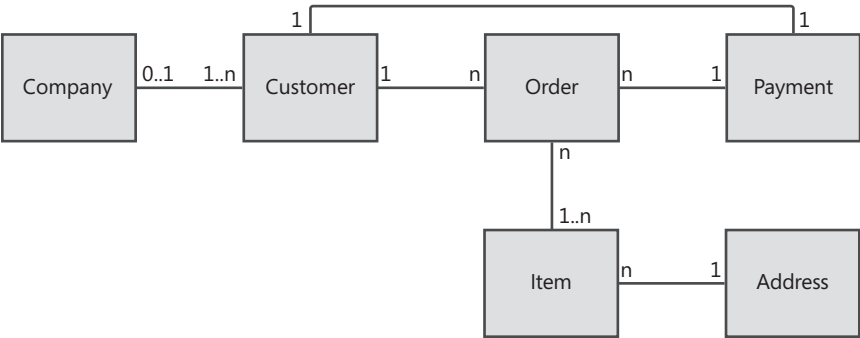 1 1
Company 0..1 1..n Customer 1 n Order n 1 Payment
n
1..n
Item n 1 Address